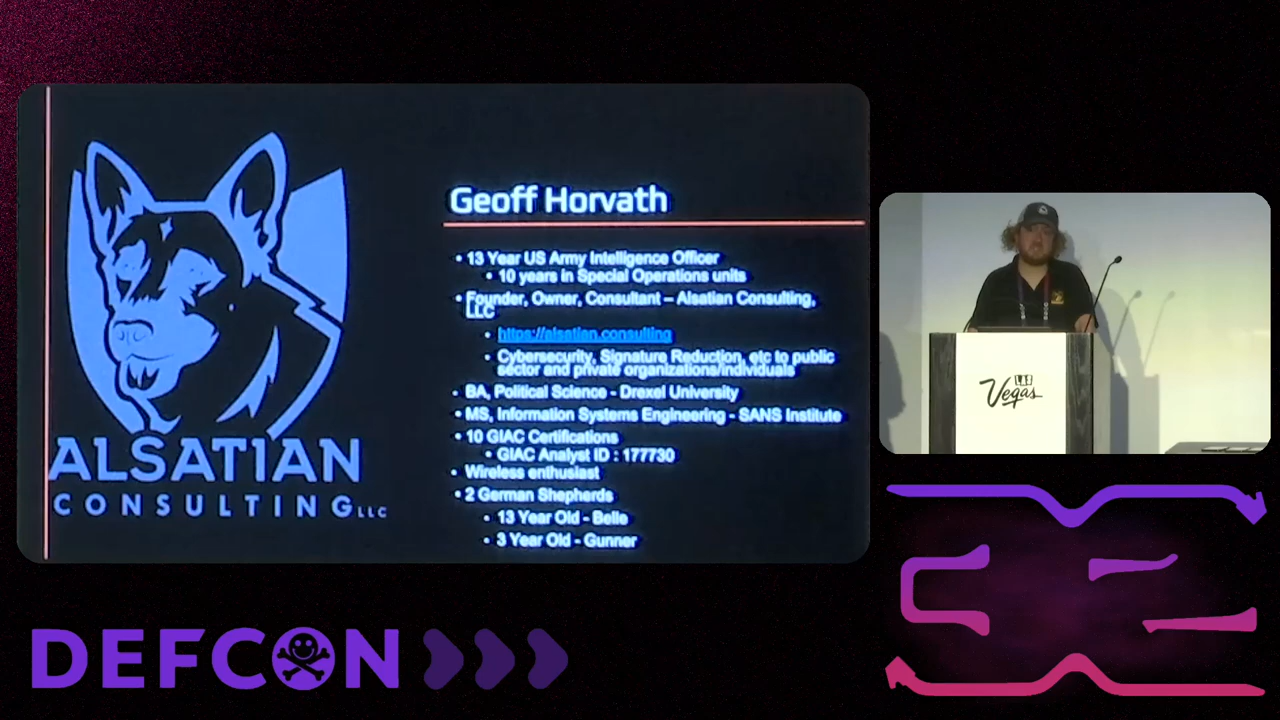 Geoff Horvath
• 13 Year US Army Intelligence Officer
• 10 years in Special Operations units
• Founder, Owner, Consultant – Alsatian Consulting,
LLC
• https://alsatian.consulting
• Cybersecurity, Signature Reduction, etc to public
sector and private organizations/individuals
• BA, Political Science - Drexel University
• MS, Information Systems Engineering - SANS Institute
• 10 GIAC Certifications
• GIAC Analyst ID : 177730
• Wireless enthusiast
• 2 German Shepherds
• 13 Year Old - Belle
• 3 Year Old - Gunner
ALSATIAN
CONSULTING LLC
LAS
Vegas
DEFCON